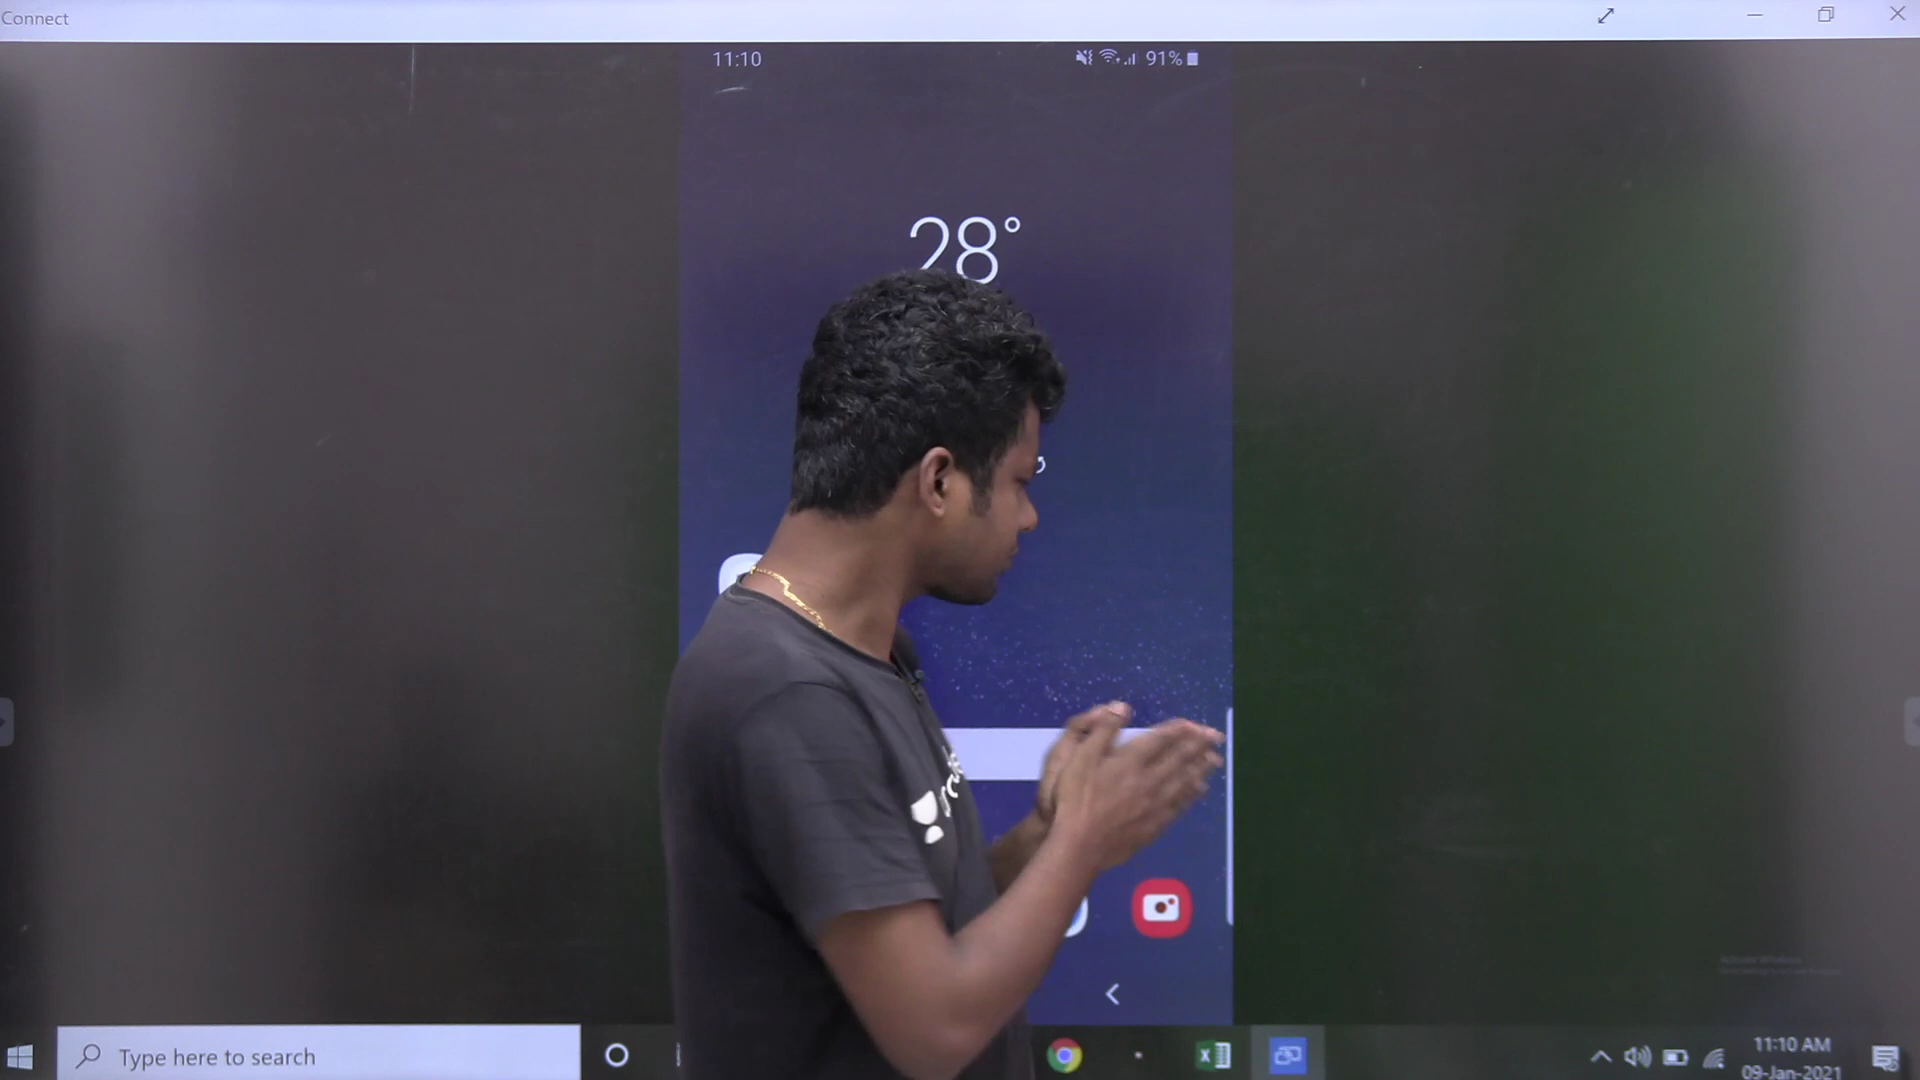 Connect
11:10
91%
28°
Type here to search
11:10 AM
09-Jan-2021